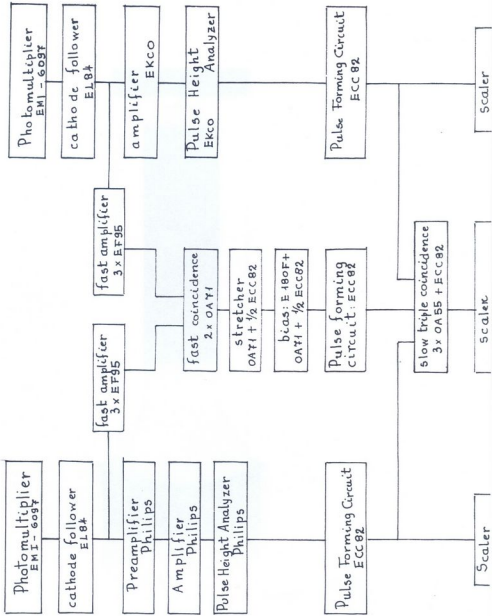 Photomultiplier
EMI - 6097
cathode follower
EL84
amplifier
EKCO
Pulse Height
Analyzer
EKCO
Pulse Forming Circuit
ECC 82
Scaler
fast amplifier
3 x EF95
fast amplifier
3 x EF95
fast coincidence
2 x OA71
stretcher
OA71 + 1/2 ECC82
bias: E 180F +
OA71 + 1/2 ECC82
Pulse forming
circuit: ECC82
slow triple coincidence
3 x OA55 + ECC82
Scaler
Photomultiplier
EMI - 6097
cathode follower
EL84
Preamplifier
Philips
Amplifier
Philips
Pulse Height Analyzer
Philips
Pulse Forming Circuit
ECC82
Scaler